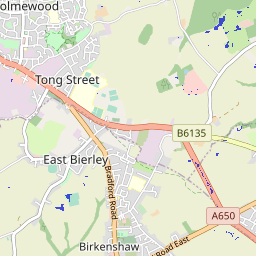 olmewood
Tong Street
B6135
East Bierley
Bradford Road
A650
Road East
Birkenshaw